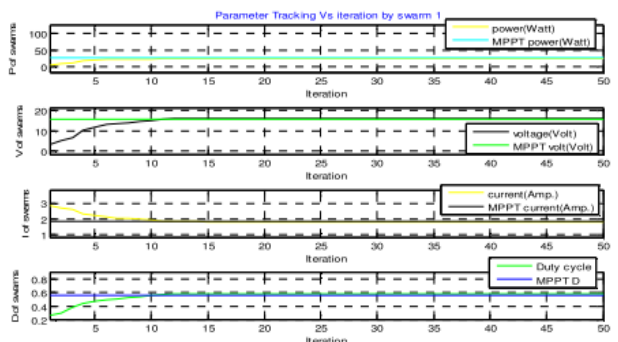 Parameter Tracking Vs iteration by swarm 1
power(Watt)
MPPT power(Watt)
P of swarms
100
50
0
5 10 15 20 25 30 35 40 45 50
Iteration
voltage(Volt)
MPPT volt(Volt)
V of swarms
20
10
0
5 10 15 20 25 30 35 40 45 50
Iteration
current(Amp.)
MPPT current(Amp.)
I of swarms
3
2
1
5 10 15 20 25 30 35 40 45 50
Iteration
Duty cycle
MPPT D
D of swarms
0.8
0.6
0.4
0.2
5 10 15 20 25 30 35 40 45 50
Iteration